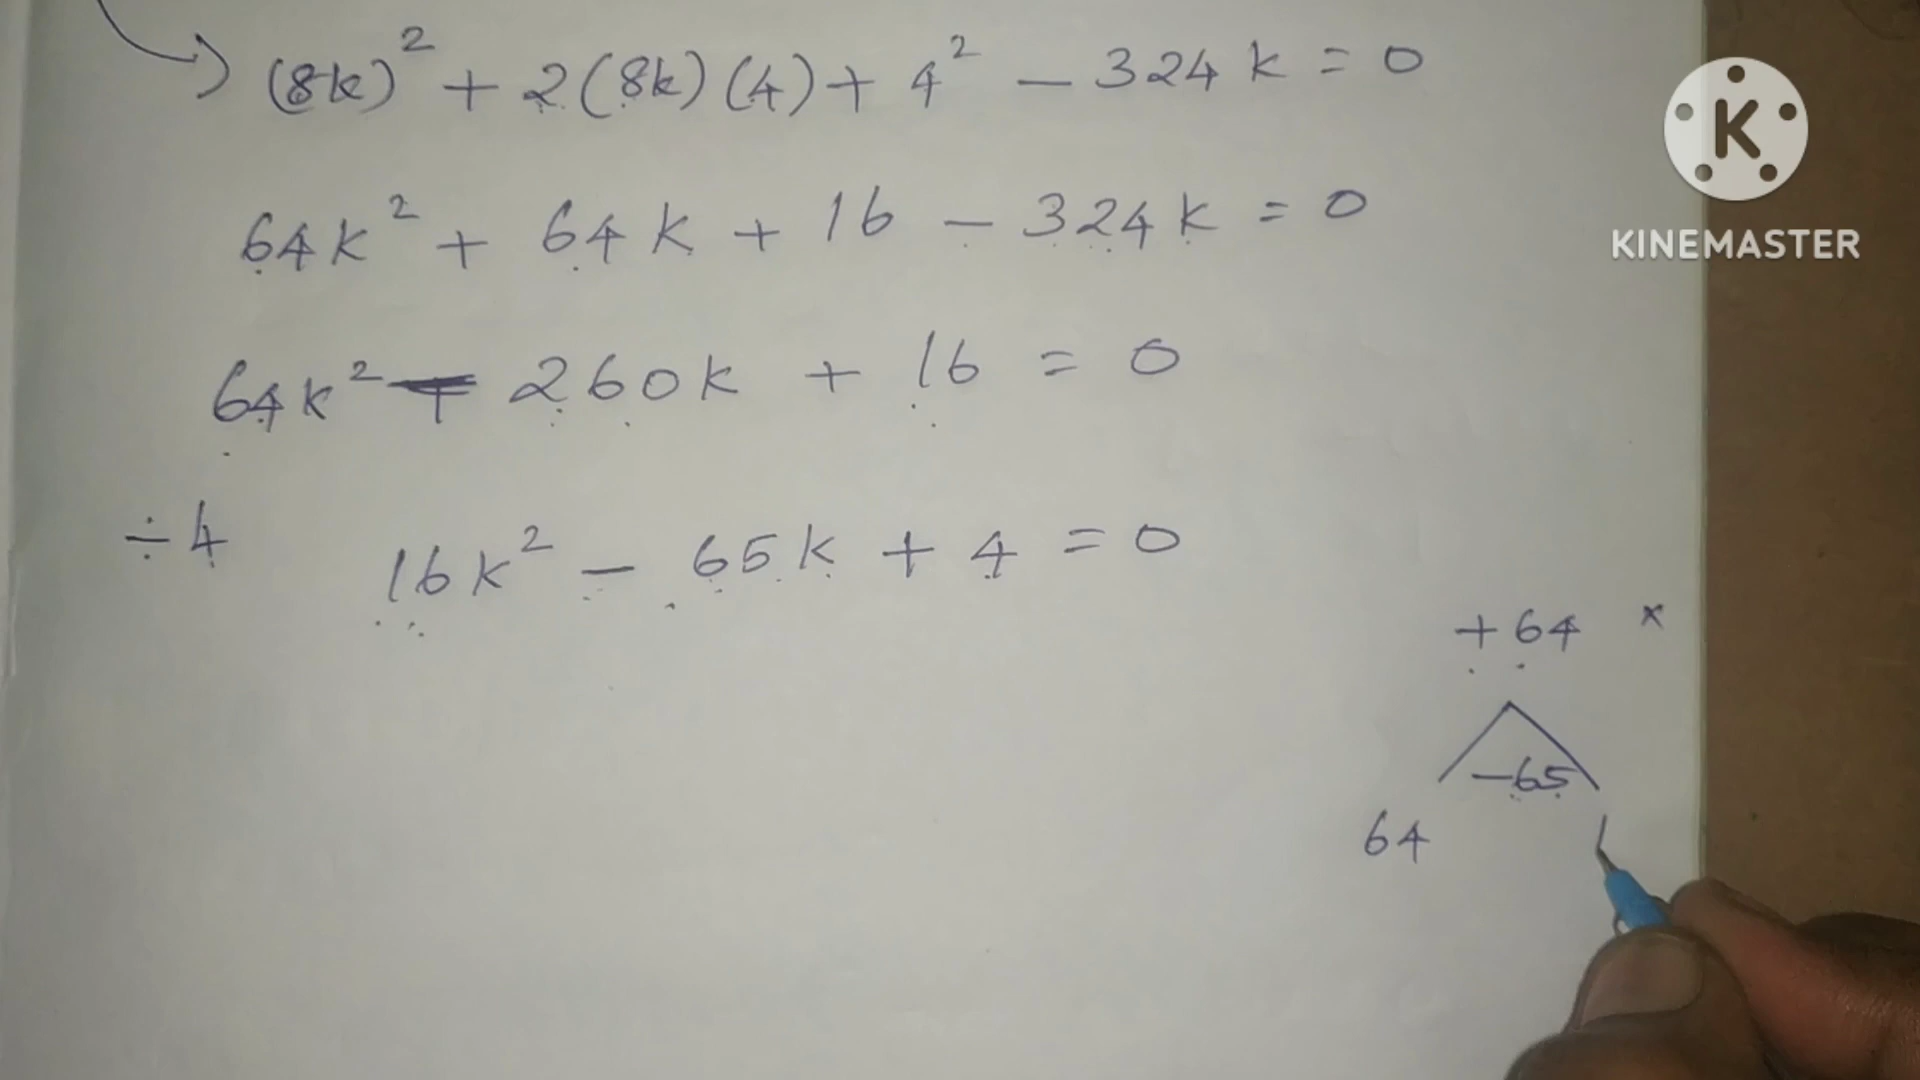 (8k)² + 2(8k)(4) + 4² − 324k = 0
64k² + 64k + 16 − 324k = 0
64k² − 260k + 16 = 0
÷4 16k² − 65k + 4 = 0
+64 ×
−65
64 1
K
KINEMASTER